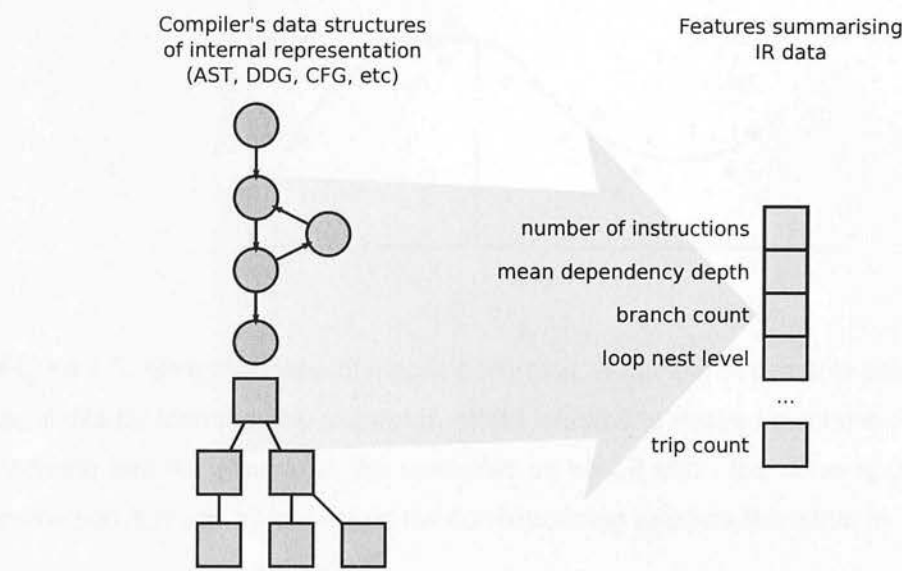 Compiler's data structures
of internal representation
(AST, DDG, CFG, etc)
Features summarising
IR data
number of instructions
mean dependency depth
branch count
loop nest level
...
trip count